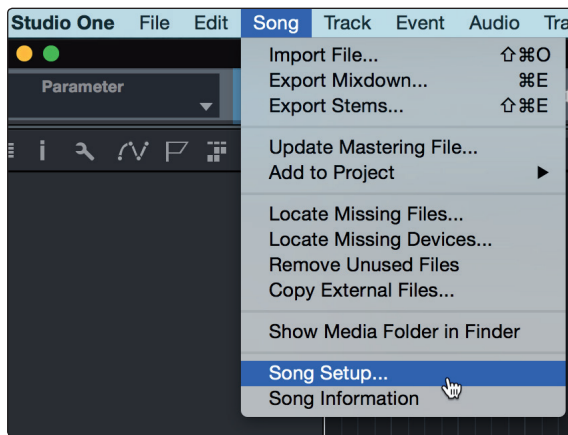 Studio One File Edit Song Track Event Audio Tra
Parameter
Import File... ⇧⌘O
Export Mixdown... ⌘E
Export Stems... ⇧⌘E
Update Mastering File...
Add to Project
Locate Missing Files...
Locate Missing Devices...
Remove Unused Files
Copy External Files...
Show Media Folder in Finder
Song Setup...
Song Information